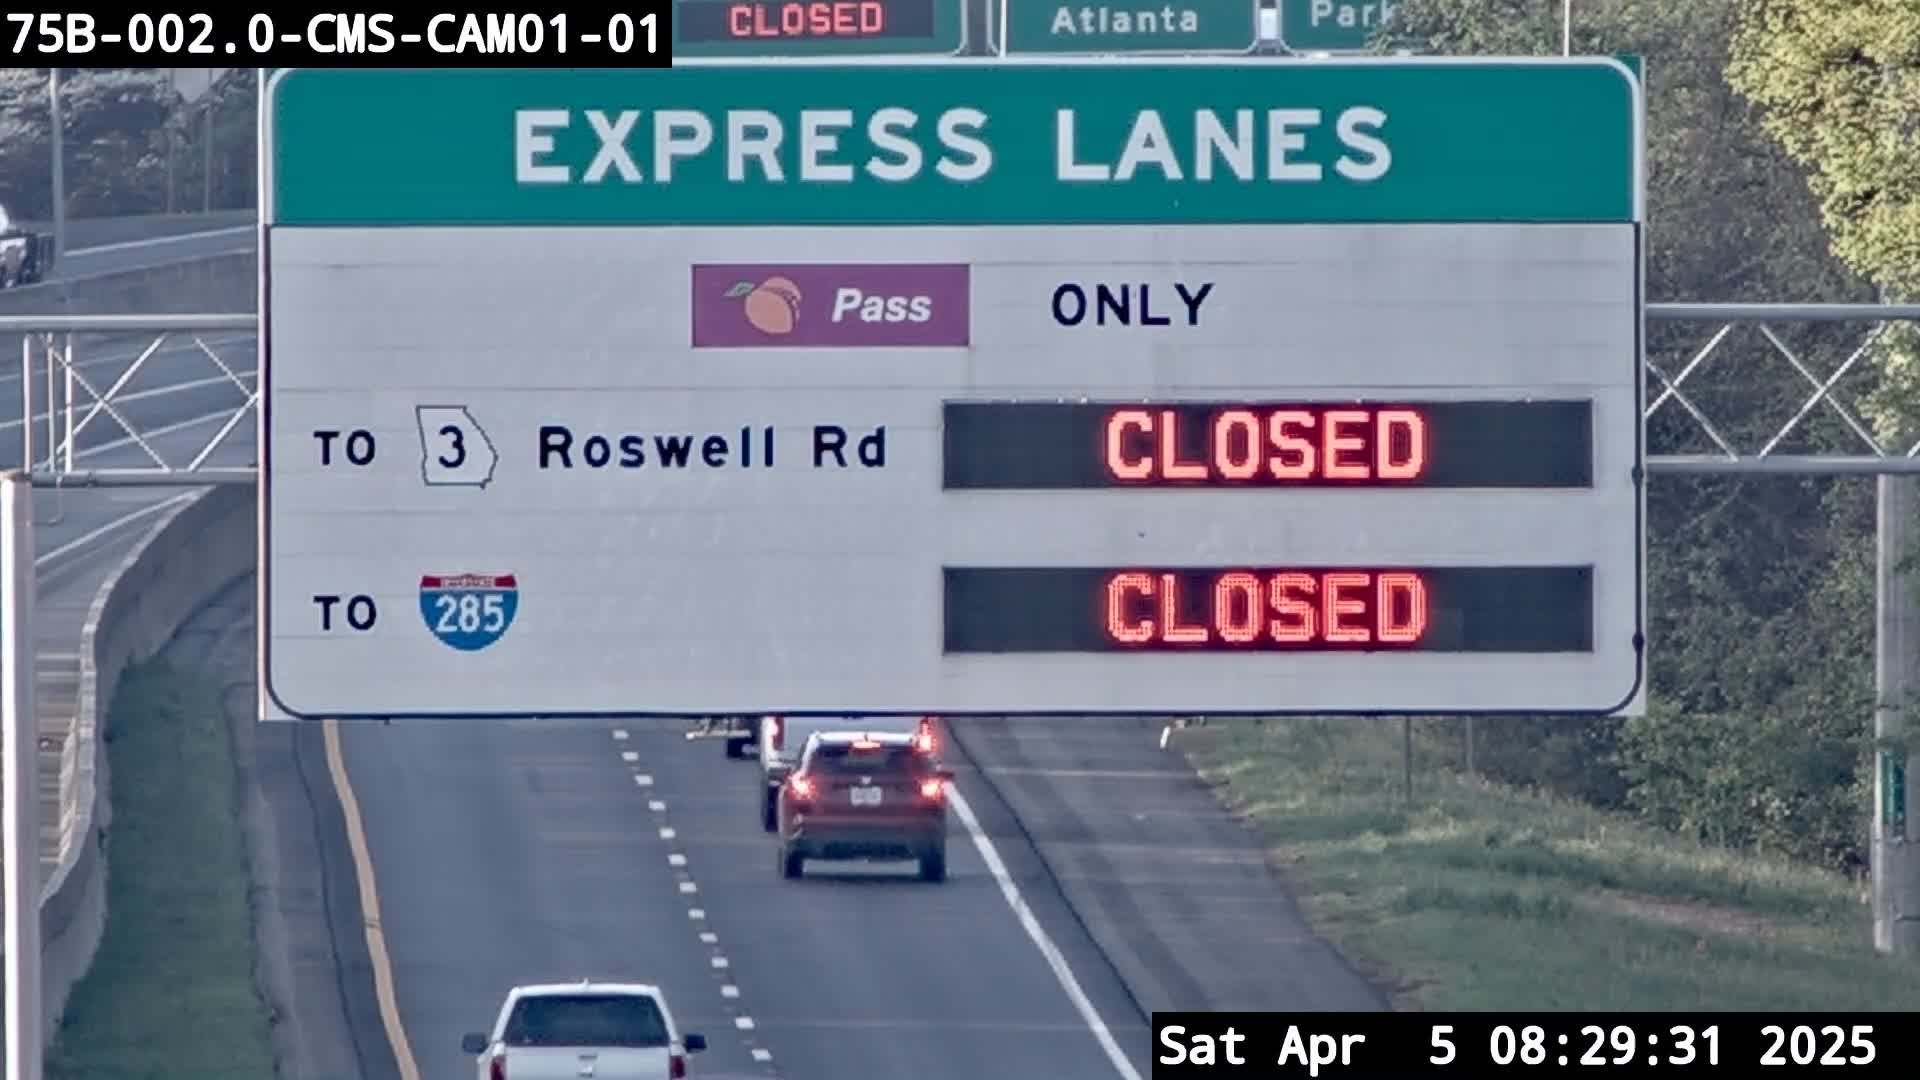 75B-002.0-CMS-CAM01-01
CLOSED
Atlanta
Park
EXPRESS LANES
Pass ONLY
TO 3 Roswell Rd CLOSED
TO 285 CLOSED
Sat Apr 5 08:29:31 2025